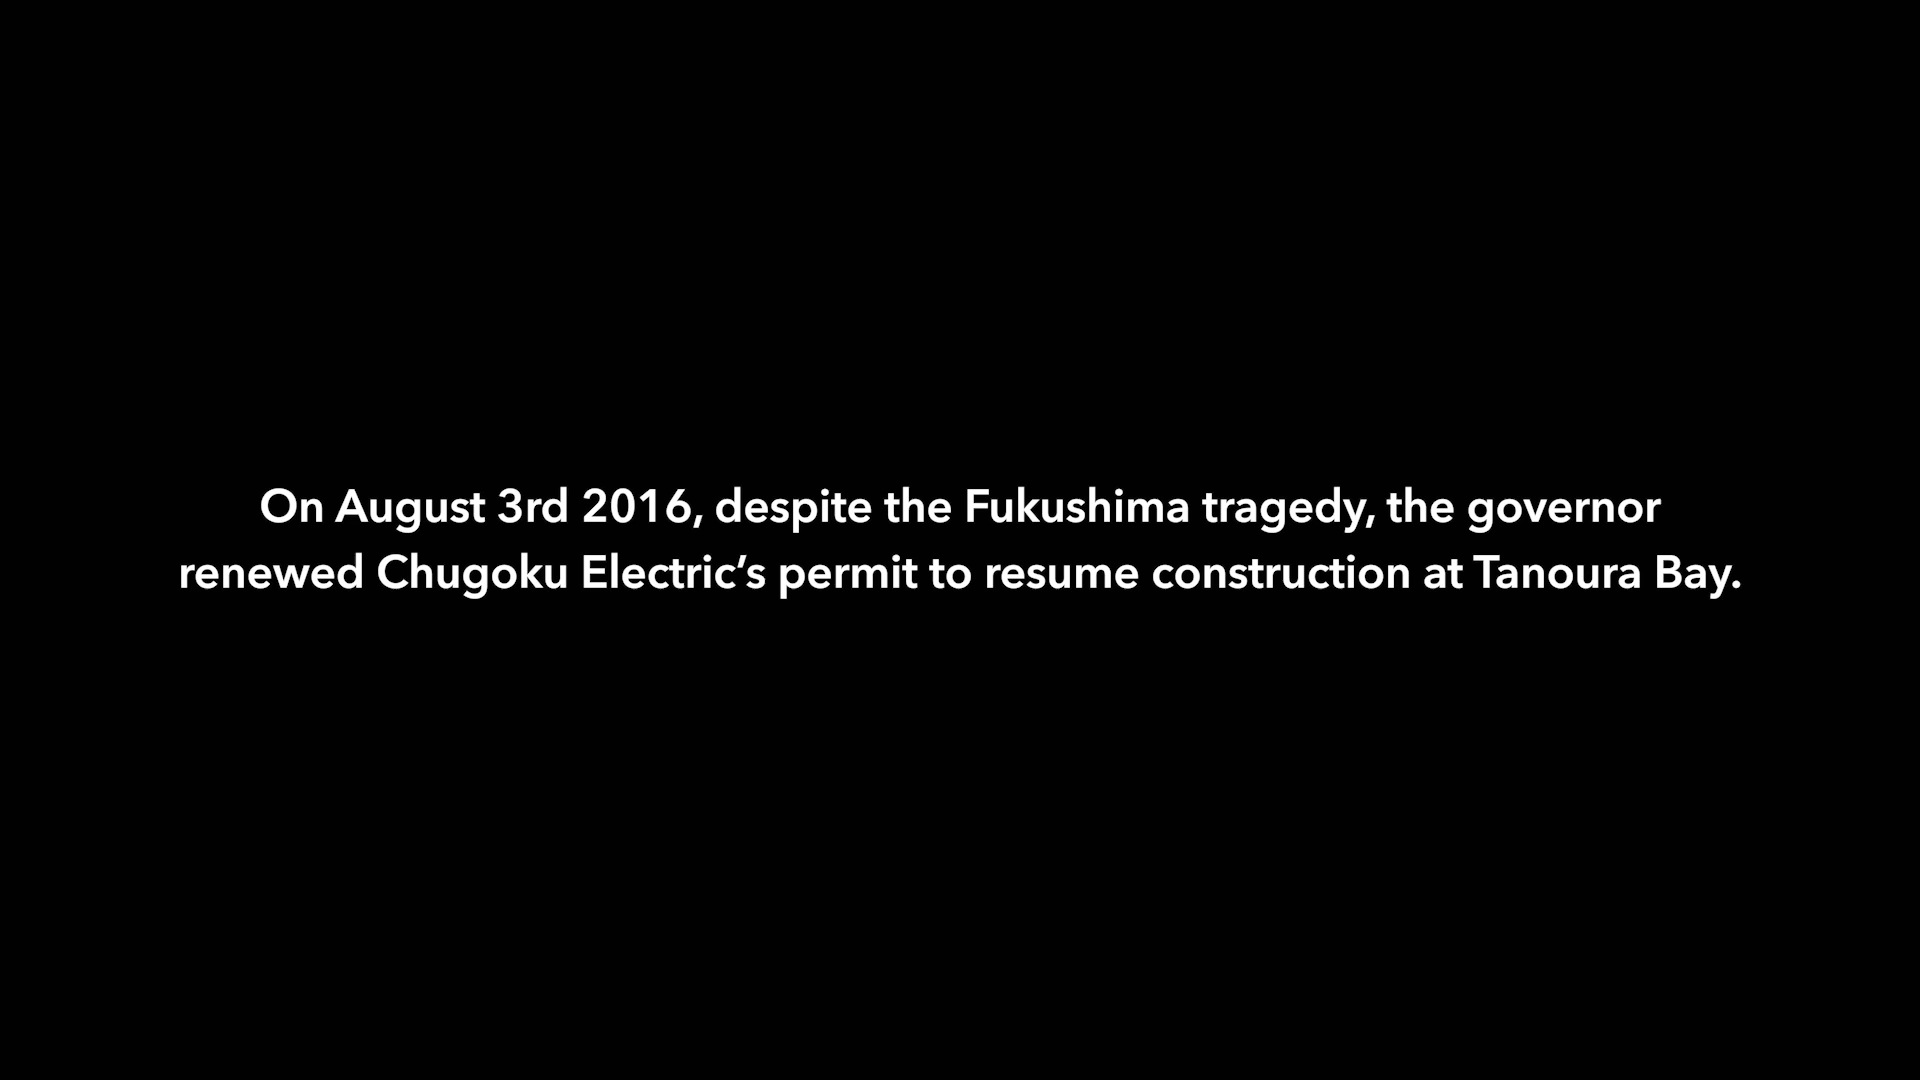 On August 3rd 2016, despite the Fukushima tragedy, the governor
renewed Chugoku Electric’s permit to resume construction at Tanoura Bay.